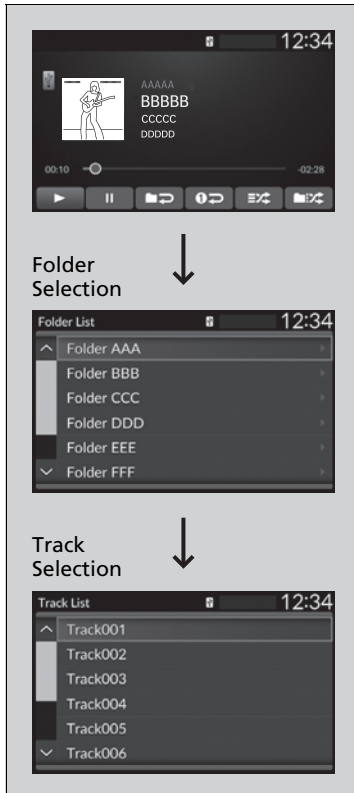 12:34
AAAAA
BBBBB
CCCCC
DDDDD
00:10 -02:28
1
Folder
Selection
Folder List 12:34
Folder AAA
Folder BBB
Folder CCC
Folder DDD
Folder EEE
Folder FFF
Track
Selection
Track List 12:34
Track001
Track002
Track003
Track004
Track005
Track006